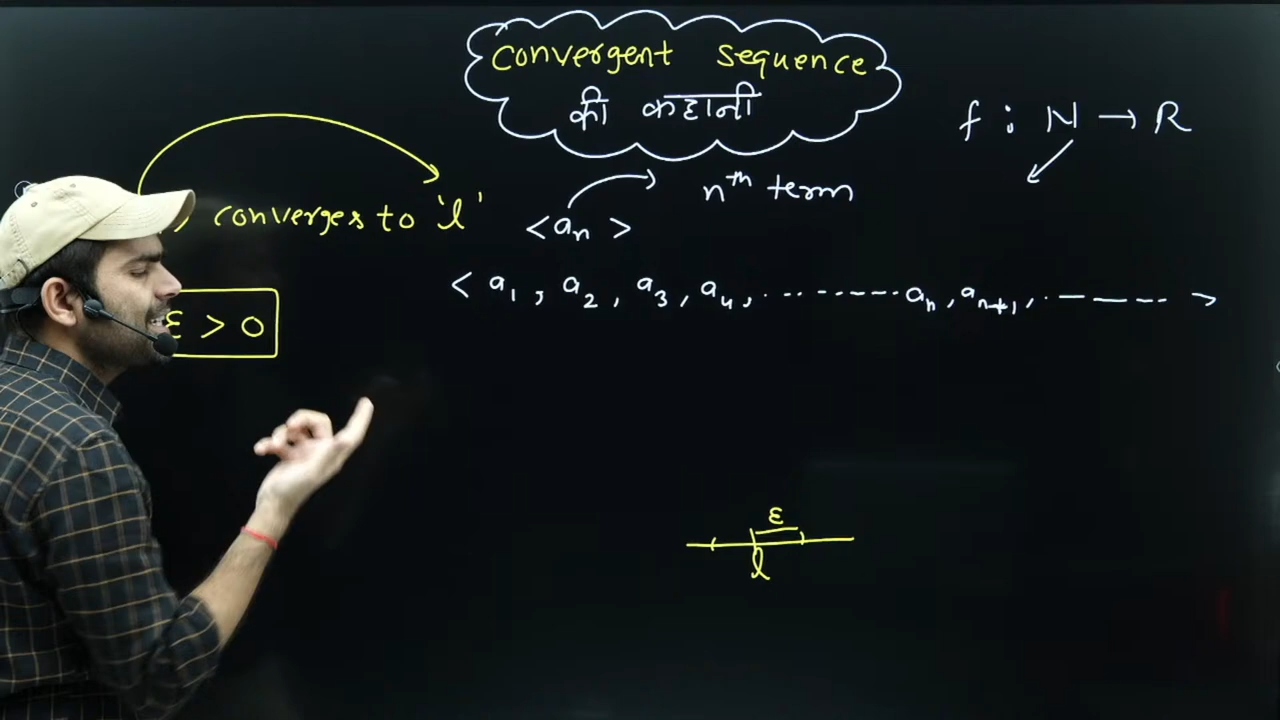 convergent sequence
की कहानी
f : N → R
nth term
converges to 'l'
<an>
< a1, a2, a3, a4, ........... an, an+1, .------ >
ε > 0
ε
l